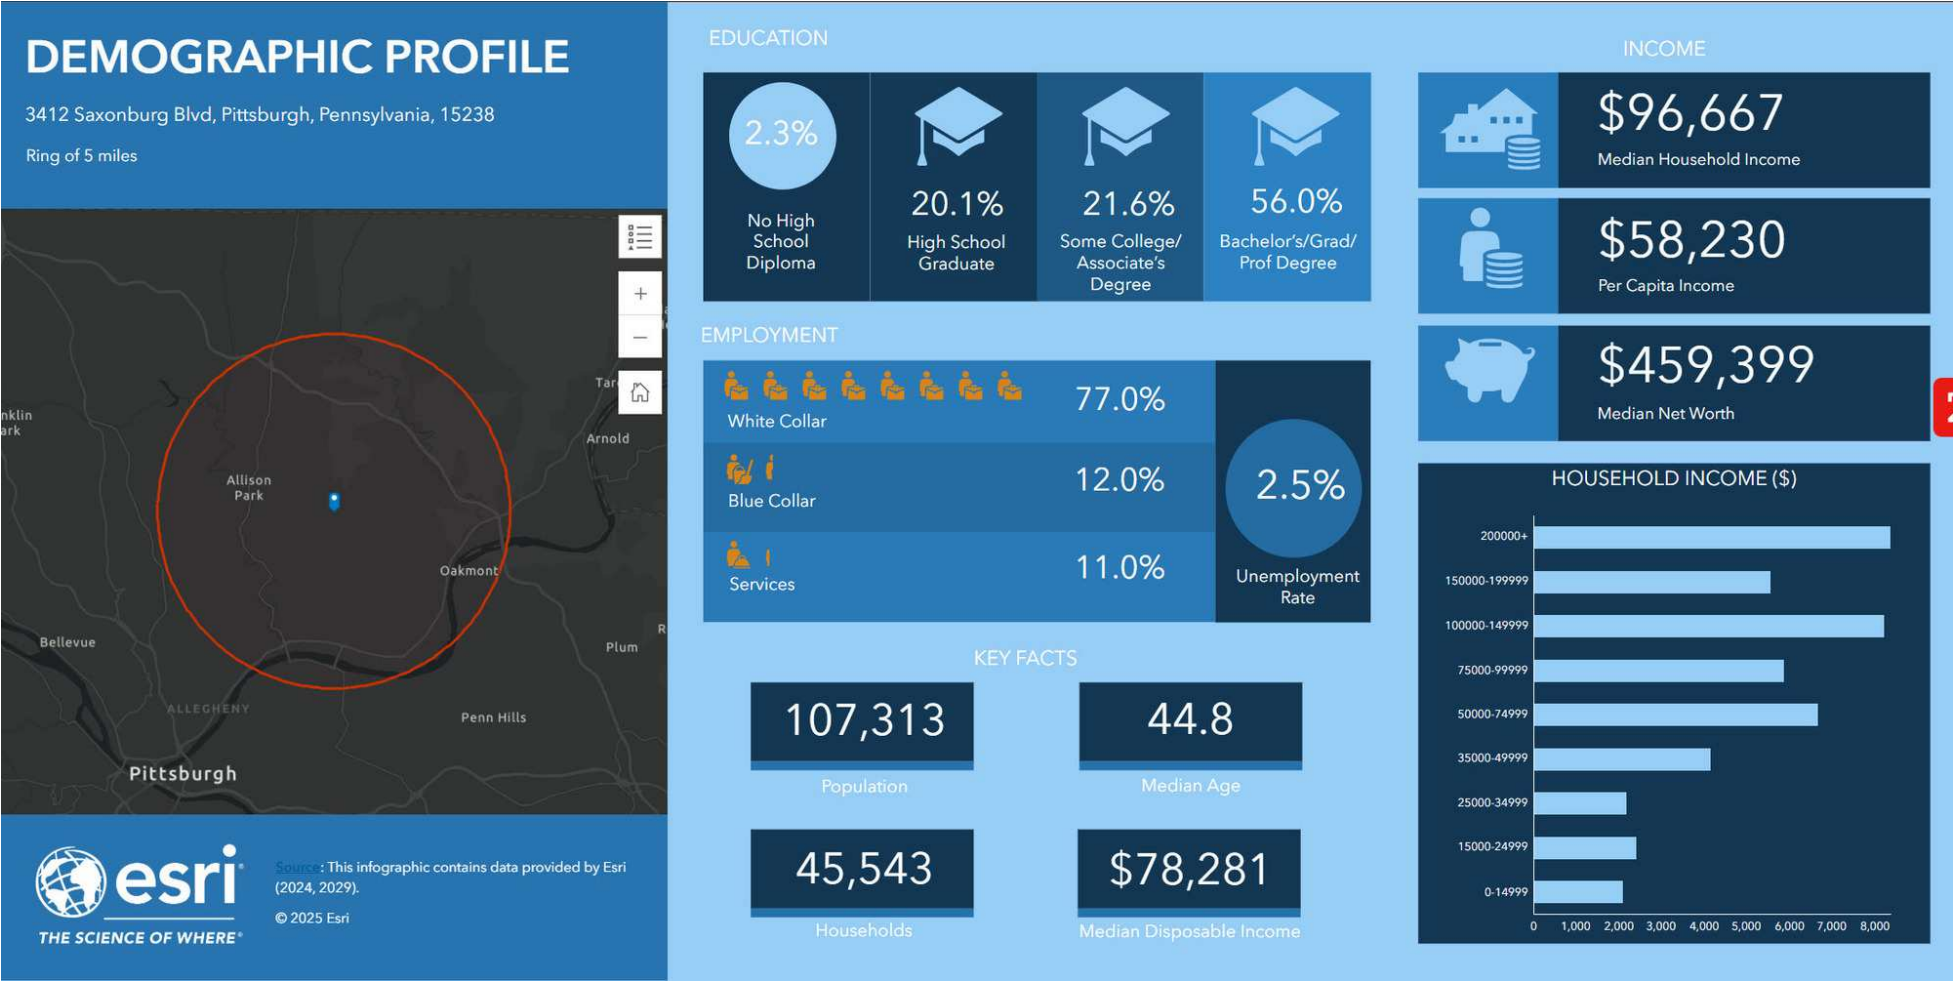 DEMOGRAPHIC PROFILE
3412 Saxonburg Blvd, Pittsburgh, Pennsylvania, 15238
Ring of 5 miles
Allison
Park
Arnold
Oakmont
Bellevue
Plum
ALLEGHENY
Penn Hills
Pittsburgh
esri
THE SCIENCE OF WHERE®
Source: This infographic contains data provided by Esri
(2024, 2029).
© 2025 Esri
EDUCATION
2.3%
No High
School
Diploma
20.1%
High School
Graduate
21.6%
Some College/
Associate's
Degree
56.0%
Bachelor's/Grad/
Prof Degree
EMPLOYMENT
77.0%
White Collar
12.0%
Blue Collar
11.0%
Services
2.5%
Unemployment
Rate
KEY FACTS
107,313
Population
44.8
Median Age
45,543
Households
$78,281
Median Disposable Income
INCOME
$96,667
Median Household Income
$58,230
Per Capita Income
$459,399
Median Net Worth
HOUSEHOLD INCOME ($)
200000+
150000-199999
100000-149999
75000-99999
50000-74999
35000-49999
25000-34999
15000-24999
0-14999
0 1,000 2,000 3,000 4,000 5,000 6,000 7,000 8,000